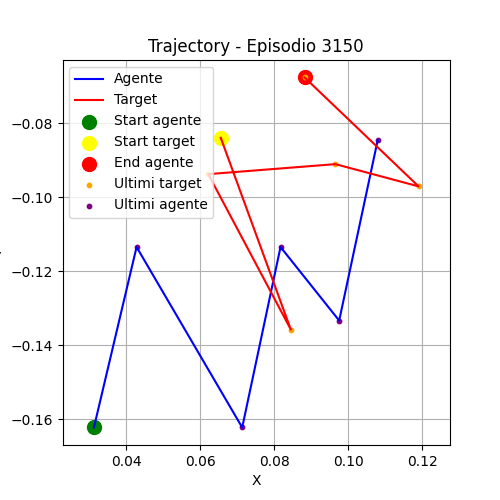 Trajectory - Episodio 3150
Agente
Target
Start agente
Start target
End agente
Ultimi target
Ultimi agente
−0.08
−0.10
−0.12
−0.14
−0.16
0.04
0.06
0.08
0.10
0.12
X